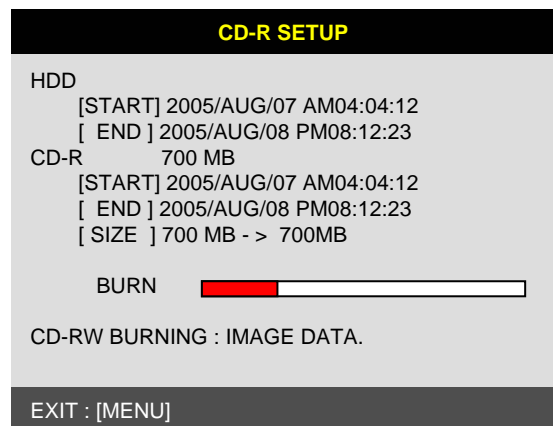 CD-R SETUP
HDD
[START] 2005/AUG/07 AM04:04:12
[ END ] 2005/AUG/08 PM08:12:23
CD-R 700 MB
[START] 2005/AUG/07 AM04:04:12
[ END ] 2005/AUG/08 PM08:12:23
[ SIZE ] 700 MB - > 700MB
BURN
CD-RW BURNING : IMAGE DATA.
EXIT : [MENU]